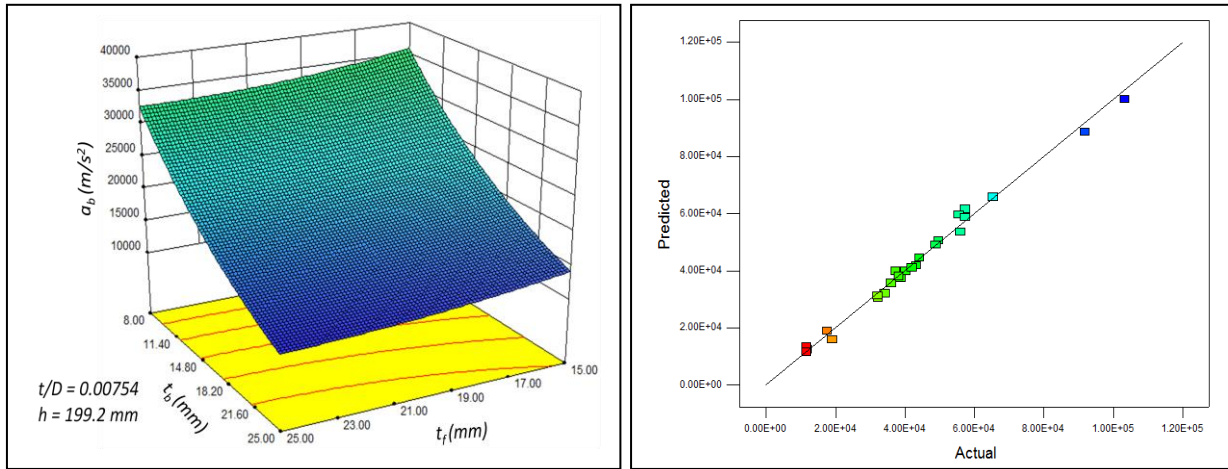 40000
35000
30000
25000
20000
15000
10000
a_b (m/s²)
8.00
11.40
14.80
18.20
21.60
25.00
t_b (mm)
25.00
23.00
21.00
19.00
17.00
15.00
t_f (mm)
t/D = 0.00754
h = 199.2 mm
1.20E+05
1.00E+05
8.00E+04
6.00E+04
4.00E+04
2.00E+04
0.00E+00
Predicted
0.00E+00 2.00E+04 4.00E+04 6.00E+04 8.00E+04 1.00E+05 1.20E+05
Actual